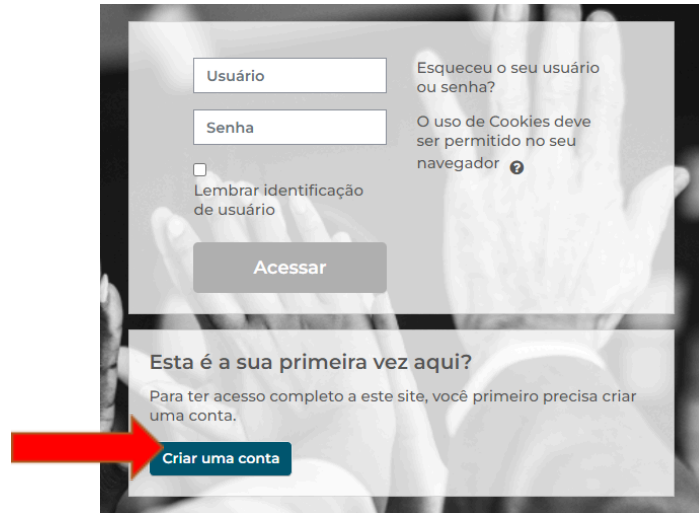 Usuário
Senha
Lembrar identificação
de usuário
Acessar
Esqueceu o seu usuário
ou senha?
O uso de Cookies deve
ser permitido no seu
navegador
Esta é a sua primeira vez aqui?
Para ter acesso completo a este site, você primeiro precisa criar
uma conta.
Criar uma conta